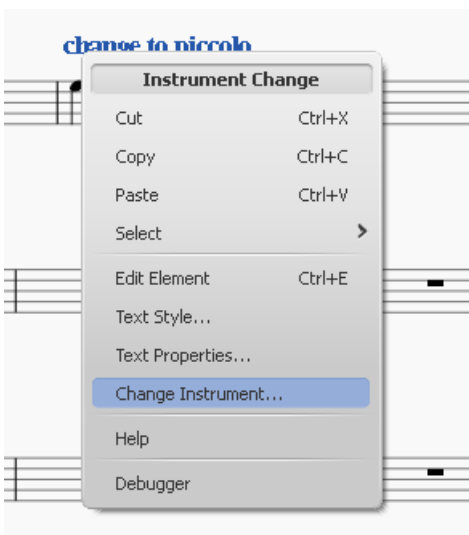 change to piccolo
Instrument Change
Cut Ctrl+X
Copy Ctrl+C
Paste Ctrl+V
Select
Edit Element Ctrl+E
Text Style...
Text Properties...
Change Instrument...
Help
Debugger